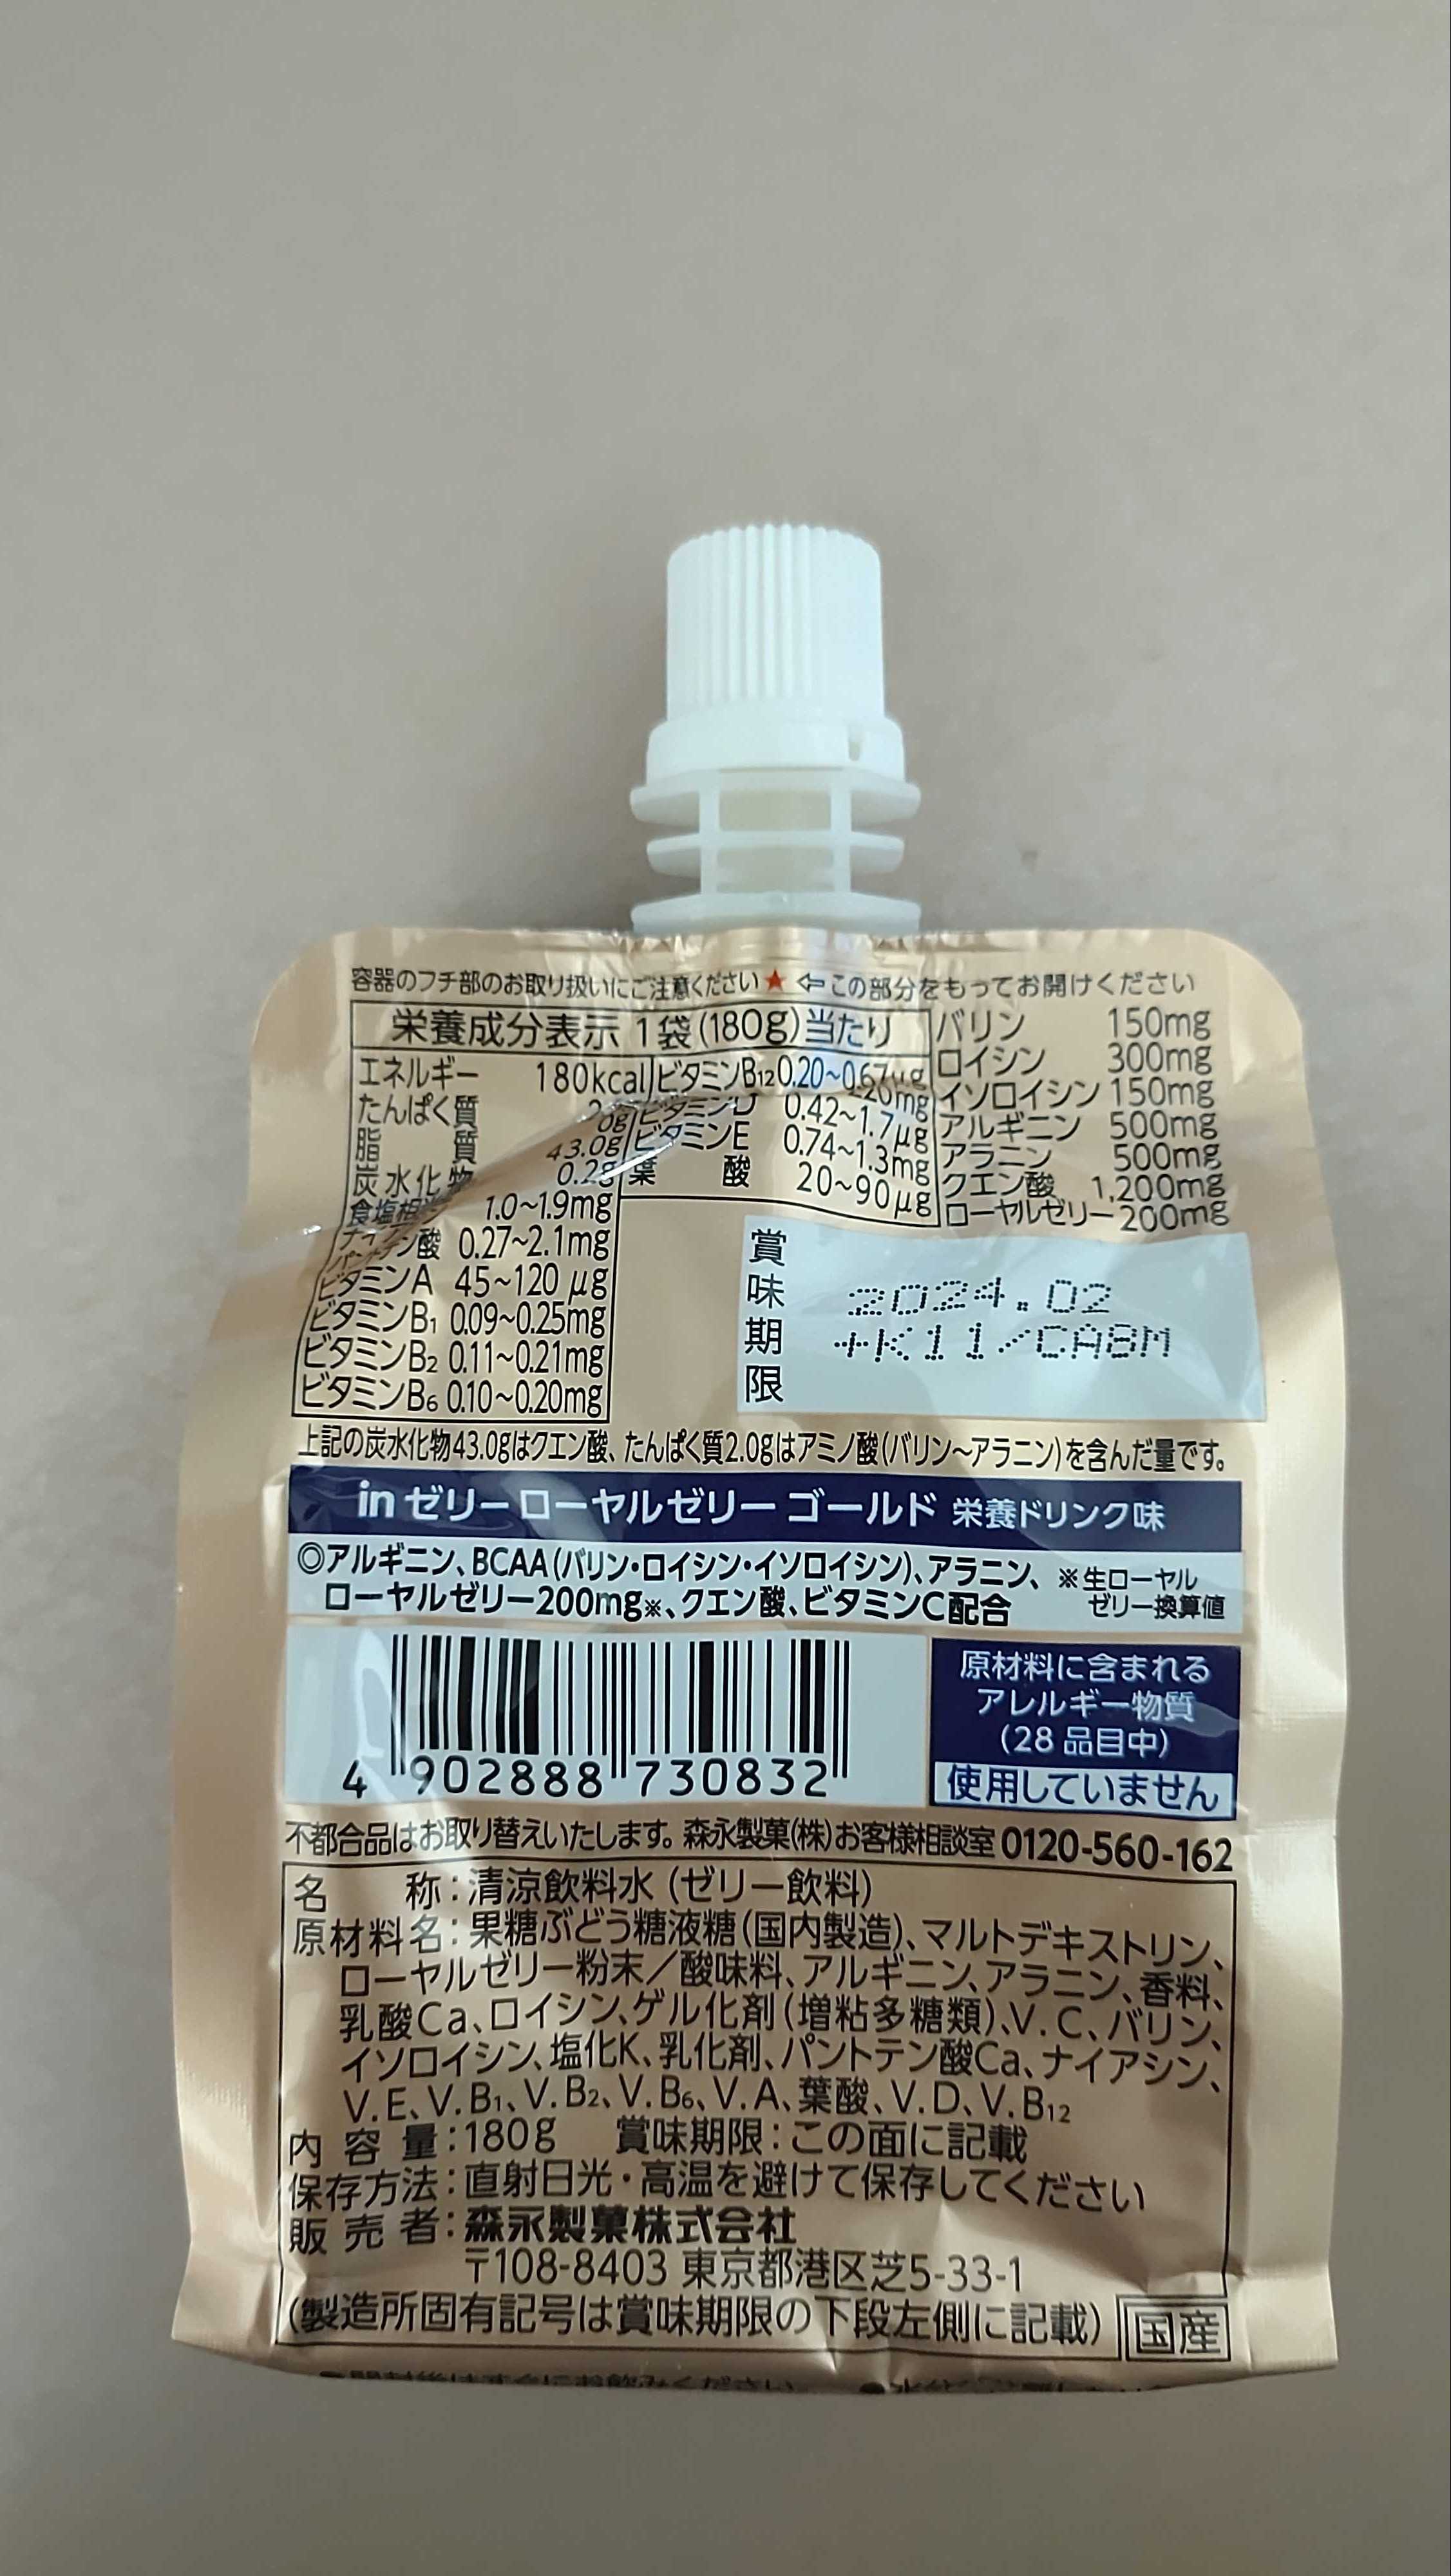 容器のフチ部のお取り扱いにご注意ください★⇦この部分をもってお開けください
栄養成分表示 1袋(180g)当たり
エネルギー 180kcal
たんぱく質
脂質 0g
炭水化物 43.0g
0.2g
1.0~1.9mg
0.27~2.1mg
ビタミンA 45~120μg
ビタミンB1 0.09~0.25mg
ビタミンB2 0.11~0.21mg
ビタミンB6 0.10~0.20mg
ビタミンB12 0.20~0.67μg
ビタミンD 0.42~1.7μg
ビタミンE 0.74~1.3mg
葉酸 20~90μg
バリン 150mg
ロイシン 300mg
イソロイシン 150mg
アルギニン 500mg
アラニン 500mg
クエン酸 1,200mg
ローヤルゼリー 200mg
賞味期限
2024.02
+K11/CA8M
上記の炭水化物43.0gはクエン酸、たんぱく質2.0gはアミノ酸(バリン~アラニン)を含んだ量です。
in ゼリー ローヤルゼリー ゴールド 栄養ドリンク味
◎アルギニン、BCAA(バリン・ロイシン・イソロイシン)、アラニン、
ローヤルゼリー200mg※、クエン酸、ビタミンC配合
※生ローヤル
ゼリー換算値
4 902888 730832
原材料に含まれる
アレルギー物質
(28品目中)
使用していません
不都合品はお取り替えいたします。森永製菓(株)お客様相談室 0120-560-162
名称:清涼飲料水(ゼリー飲料)
原材料名:果糖ぶどう糖液糖(国内製造)、マルトデキストリン、
ローヤルゼリー粉末/酸味料、アルギニン、アラニン、香料、
乳酸Ca、ロイシン、ゲル化剤(増粘多糖類)、V.C、バリン、
イソロイシン、塩化K、乳化剤、パントテン酸Ca、ナイアシン、
V.E、V.B1、V.B2、V.B6、V.A、葉酸、V.D、V.B12
内容量:180g 賞味期限:この面に記載
保存方法:直射日光・高温を避けて保存してください
販売者:森永製菓株式会社
〒108-8403 東京都港区芝5-33-1
(製造所固有記号は賞味期限の下段左側に記載) 国産